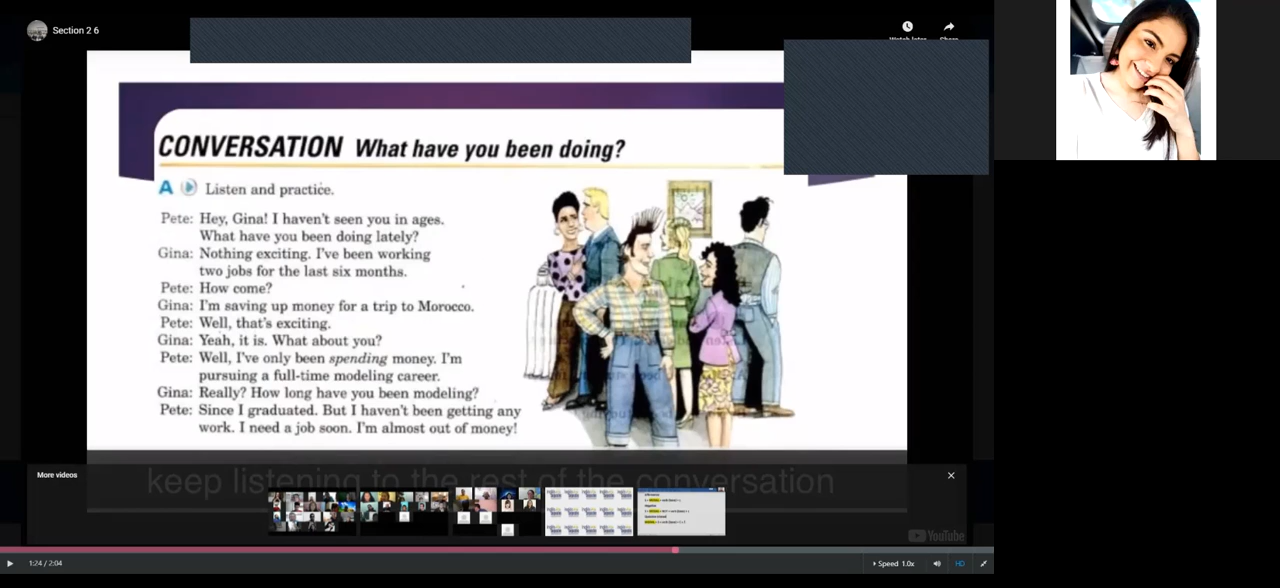 Section 2 6
CONVERSATION What have you been doing?
A Listen and practice.
Pete: Hey, Gina! I haven't seen you in ages.
What have you been doing lately?
Gina: Nothing exciting. I've been working
two jobs for the last six months.
Pete: How come?
Gina: I'm saving up money for a trip to Morocco.
Pete: Well, that's exciting.
Gina: Yeah, it is. What about you?
Pete: Well, I've only been spending money. I'm
pursuing a full-time modeling career.
Gina: Really? How long have you been modeling?
Pete: Since I graduated. But I haven't been getting any
work. I need a job soon. I'm almost out of money!
More videos
keep listening to the rest of the conversation
YouTube
1:24 / 2:04
Speed 1.0x
HD